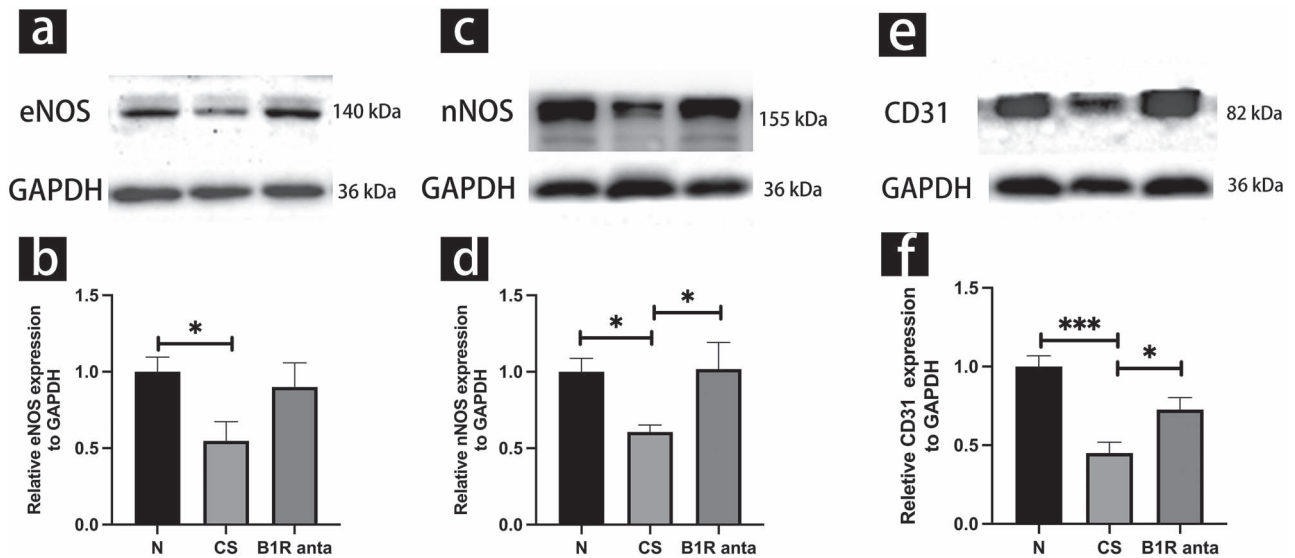 a
eNOS
140 kDa
GAPDH
36 kDa
b
Relative eNOS expression
to GAPDH
1.5
1.0
0.5
0.0
*
N
CS
B1R anta
c
nNOS
155 kDa
GAPDH
36 kDa
d
Relative nNOS expression
to GAPDH
1.5
1.0
0.5
0.0
*
*
N
CS
B1R anta
e
CD31
82 kDa
GAPDH
36 kDa
f
Reletive CD31 expression
to GAPDH
1.5
1.0
0.5
0.0
***
*
N
CS
B1R anta